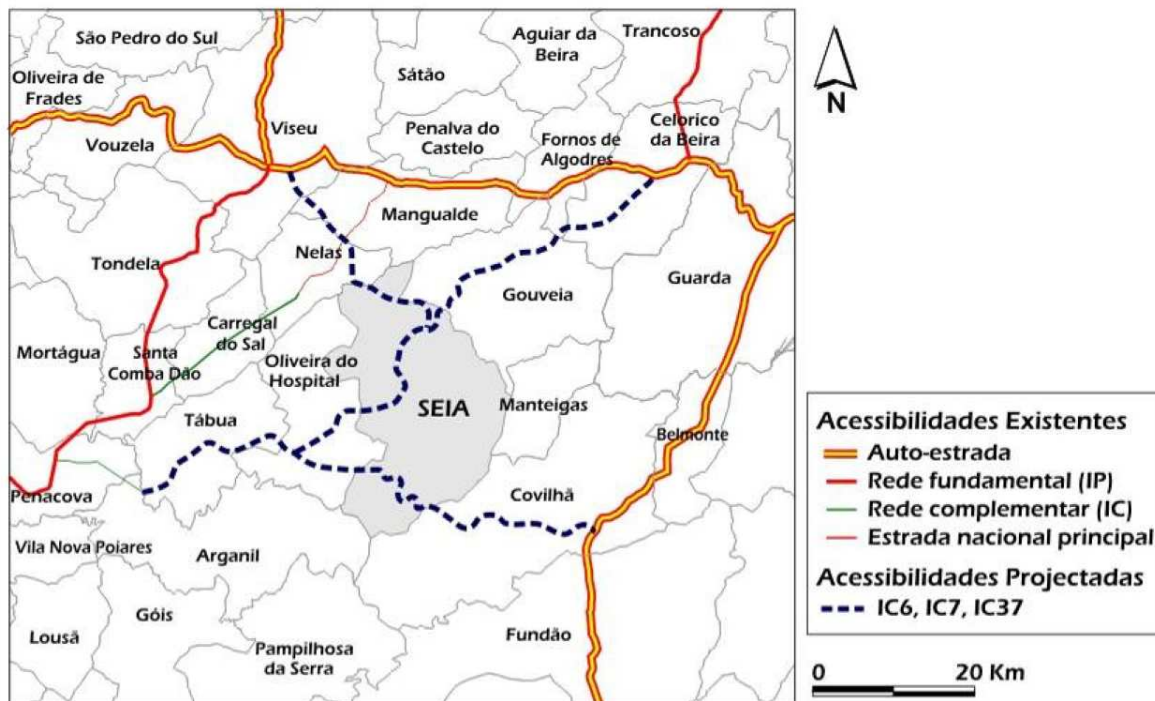 São Pedro do Sul
Aguiar da
Beira
Trancoso
Oliveira de
Frades
Sátão
N
Vouzela
Viseu
Penalva do
Castelo
Fornos de
Algodres
Celorico
da Beira
Mangualde
Nelas
Tondela
Gouveia
Guarda
Mortágua
Santa
Comba Dão
Carregal
do Sal
Oliveira do
Hospital
SEIA
Manteigas
Tábua
Belmonte
Penacova
Covilhã
Vila Nova Poiares
Arganil
Lousã
Góis
Pampilhosa
da Serra
Fundão
Acessibilidades Existentes
Auto-estrada
Rede fundamental (IP)
Rede complementar (IC)
Estrada nacional principal
Acessibilidades Projectadas
IC6, IC7, IC37
0 20 Km